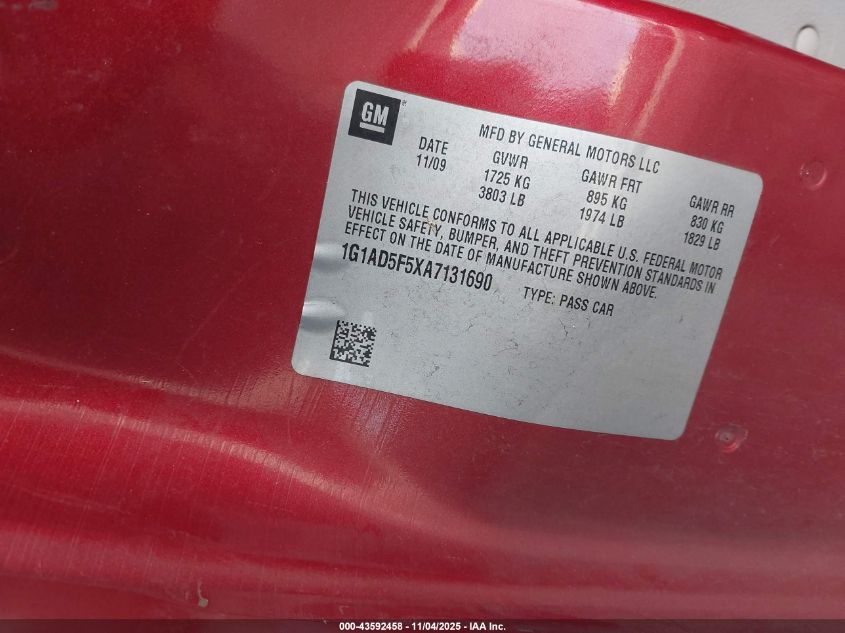 GM
MFD BY GENERAL MOTORS LLC
DATE GVWR GAWR FRT GAWR RR
11/09 1725 KG 895 KG 830 KG
3803 LB 1974 LB 1829 LB
THIS VEHICLE CONFORMS TO ALL APPLICABLE U.S. FEDERAL MOTOR
VEHICLE SAFETY, BUMPER, AND THEFT PREVENTION STANDARDS IN
EFFECT ON THE DATE OF MANUFACTURE SHOWN ABOVE.
1G1AD5F5XA7131690 TYPE: PASS CAR
000-43592458 - 11/04/2025 - IAA Inc.